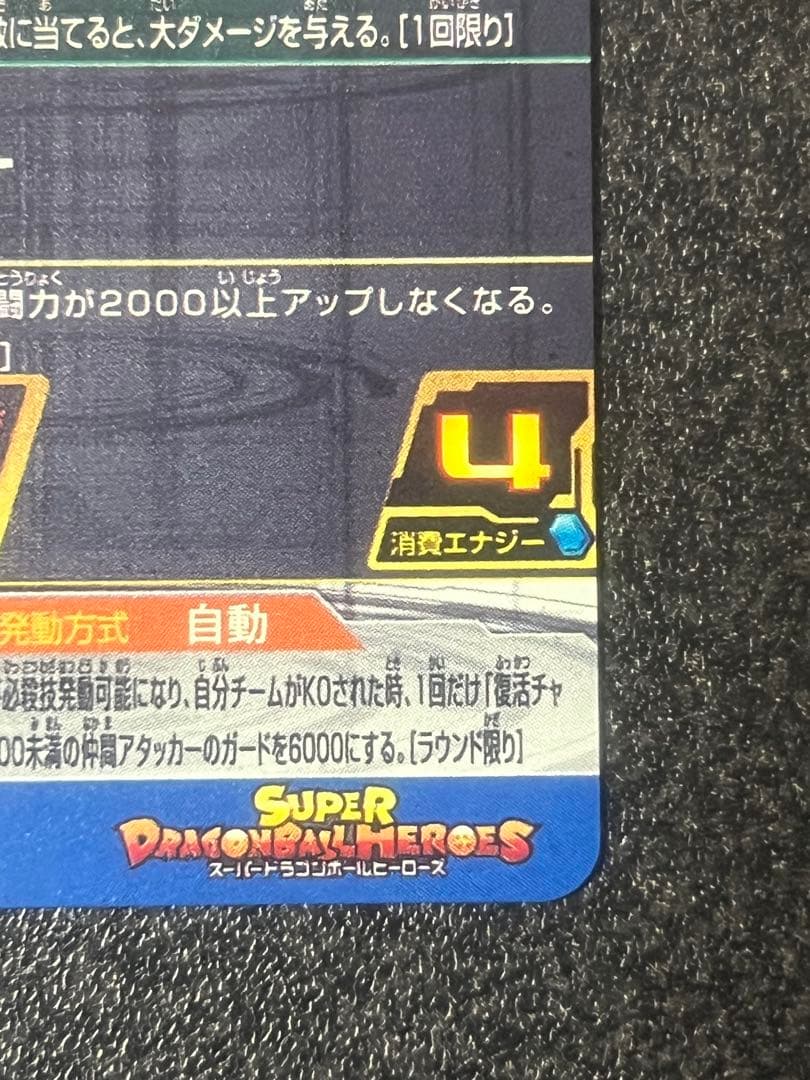 敵に当てると、大ダメージを与える。[1回限り]
闘力が2000以上アップしなくなる。
]
4
消費エナジー
発動方式 自動
必殺技発動可能になり、自分チームがKOされた時、1回だけ「復活チャ
00未満の仲間アタッカーのガードを6000にする。[ラウンド限り]
SUPER
DRAGONBALL HEROES
スーパードラゴンボールヒーローズ